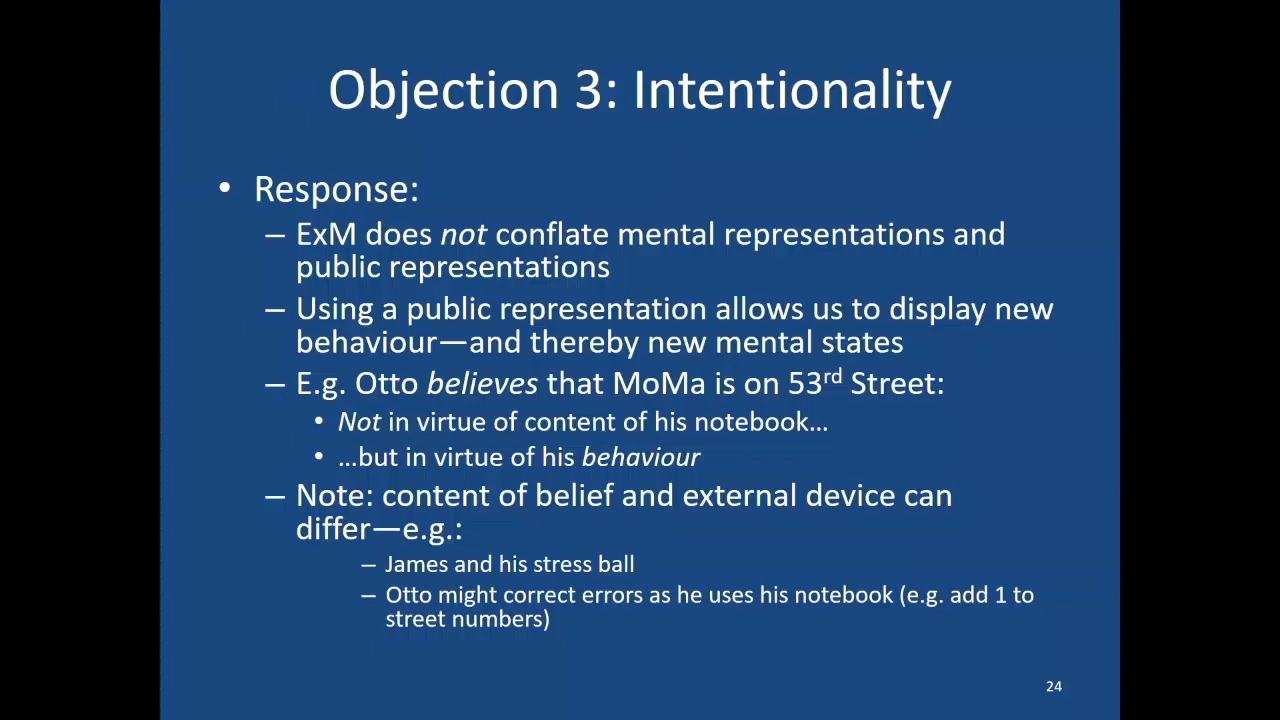 Objection 3: Intentionality
• Response:
– ExM does not conflate mental representations and
public representations
– Using a public representation allows us to display new
behaviour—and thereby new mental states
– E.g. Otto believes that MoMa is on 53rd Street:
• Not in virtue of content of his notebook…
• …but in virtue of his behaviour
– Note: content of belief and external device can
differ—e.g.:
– James and his stress ball
– Otto might correct errors as he uses his notebook (e.g. add 1 to
street numbers)
24